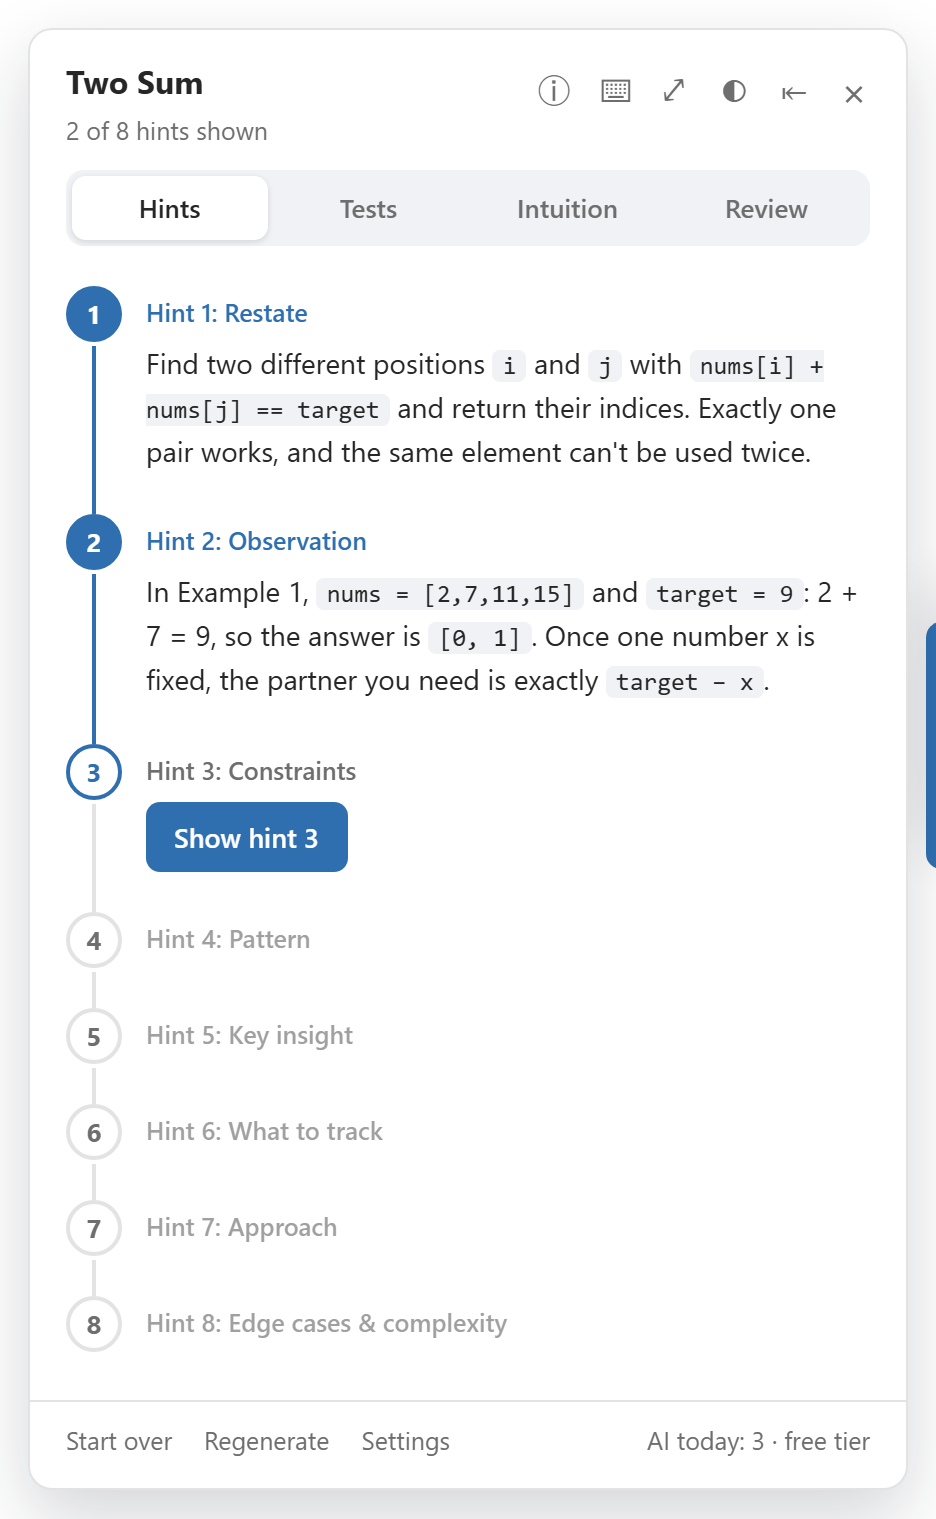 Two Sum
2 of 8 hints shown
Hints
Tests
Intuition
Review
1
Hint 1: Restate
Find two different positions i and j with nums[i] +
nums[j] == target and return their indices. Exactly one
pair works, and the same element can't be used twice.
2
Hint 2: Observation
In Example 1, nums = [2,7,11,15] and target = 9: 2 +
7 = 9, so the answer is [0, 1]. Once one number x is
fixed, the partner you need is exactly target − x.
3
Hint 3: Constraints
Show hint 3
4
Hint 4: Pattern
5
Hint 5: Key insight
6
Hint 6: What to track
7
Hint 7: Approach
8
Hint 8: Edge cases & complexity
Start over
Regenerate
Settings
AI today: 3 · free tier